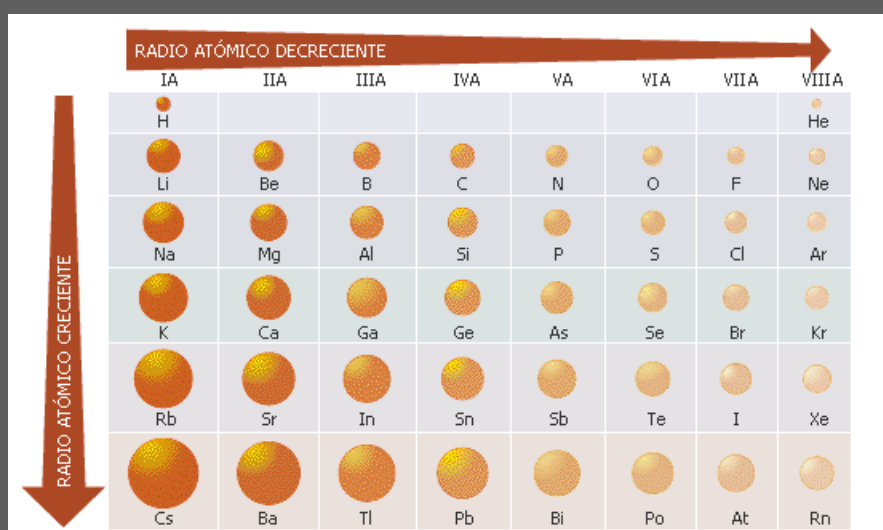 RADIO ATÓMICO DECRECIENTE
IA IIA IIIA IVA VA VIA VIIA VIIIA
RADIO ATÓMICO CRECIENTE
H He
Li Be B C N O F Ne
Na Mg Al Si P S Cl Ar
K Ca Ga Ge As Se Br Kr
Rb Sr In Sn Sb Te I Xe
Cs Ba Tl Pb Bi Po At Rn